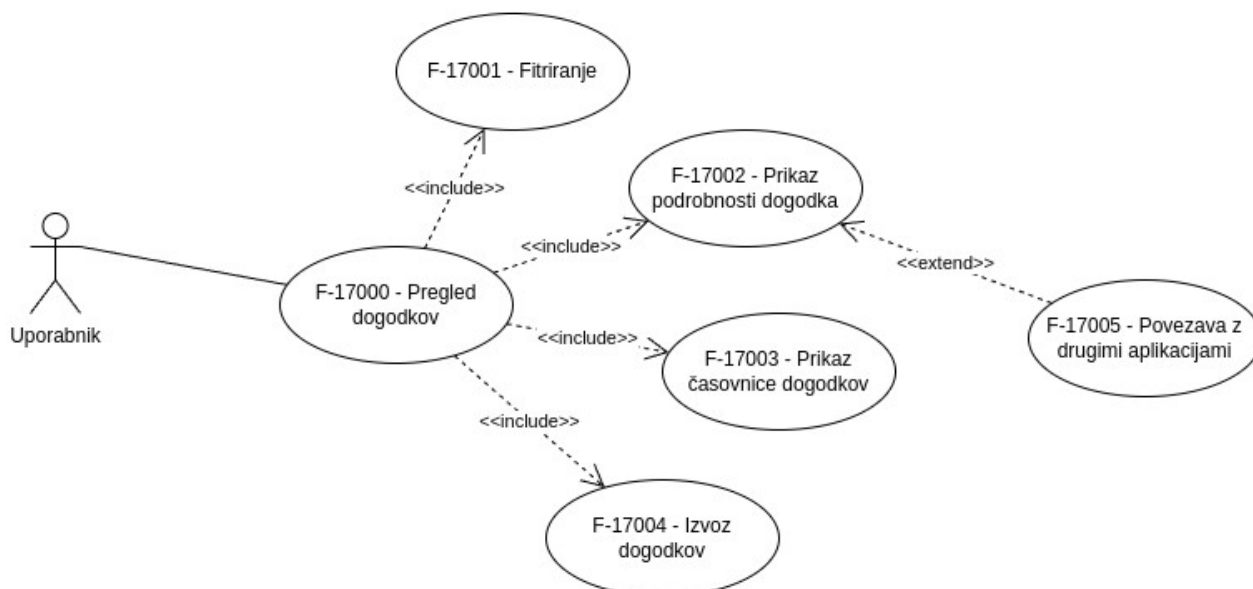 F-17001 - Fitriranje
<<include>>
F-17002 - Prikaz
podrobnosti dogodka
<<include>>
<<extend>>
Uporabnik
F-17000 - Pregled
dogodkov
<<include>>
F-17003 - Prikaz
časovnice dogodkov
F-17005 - Povezava z
drugimi aplikacijami
<<include>>
F-17004 - Izvoz
dogodkov